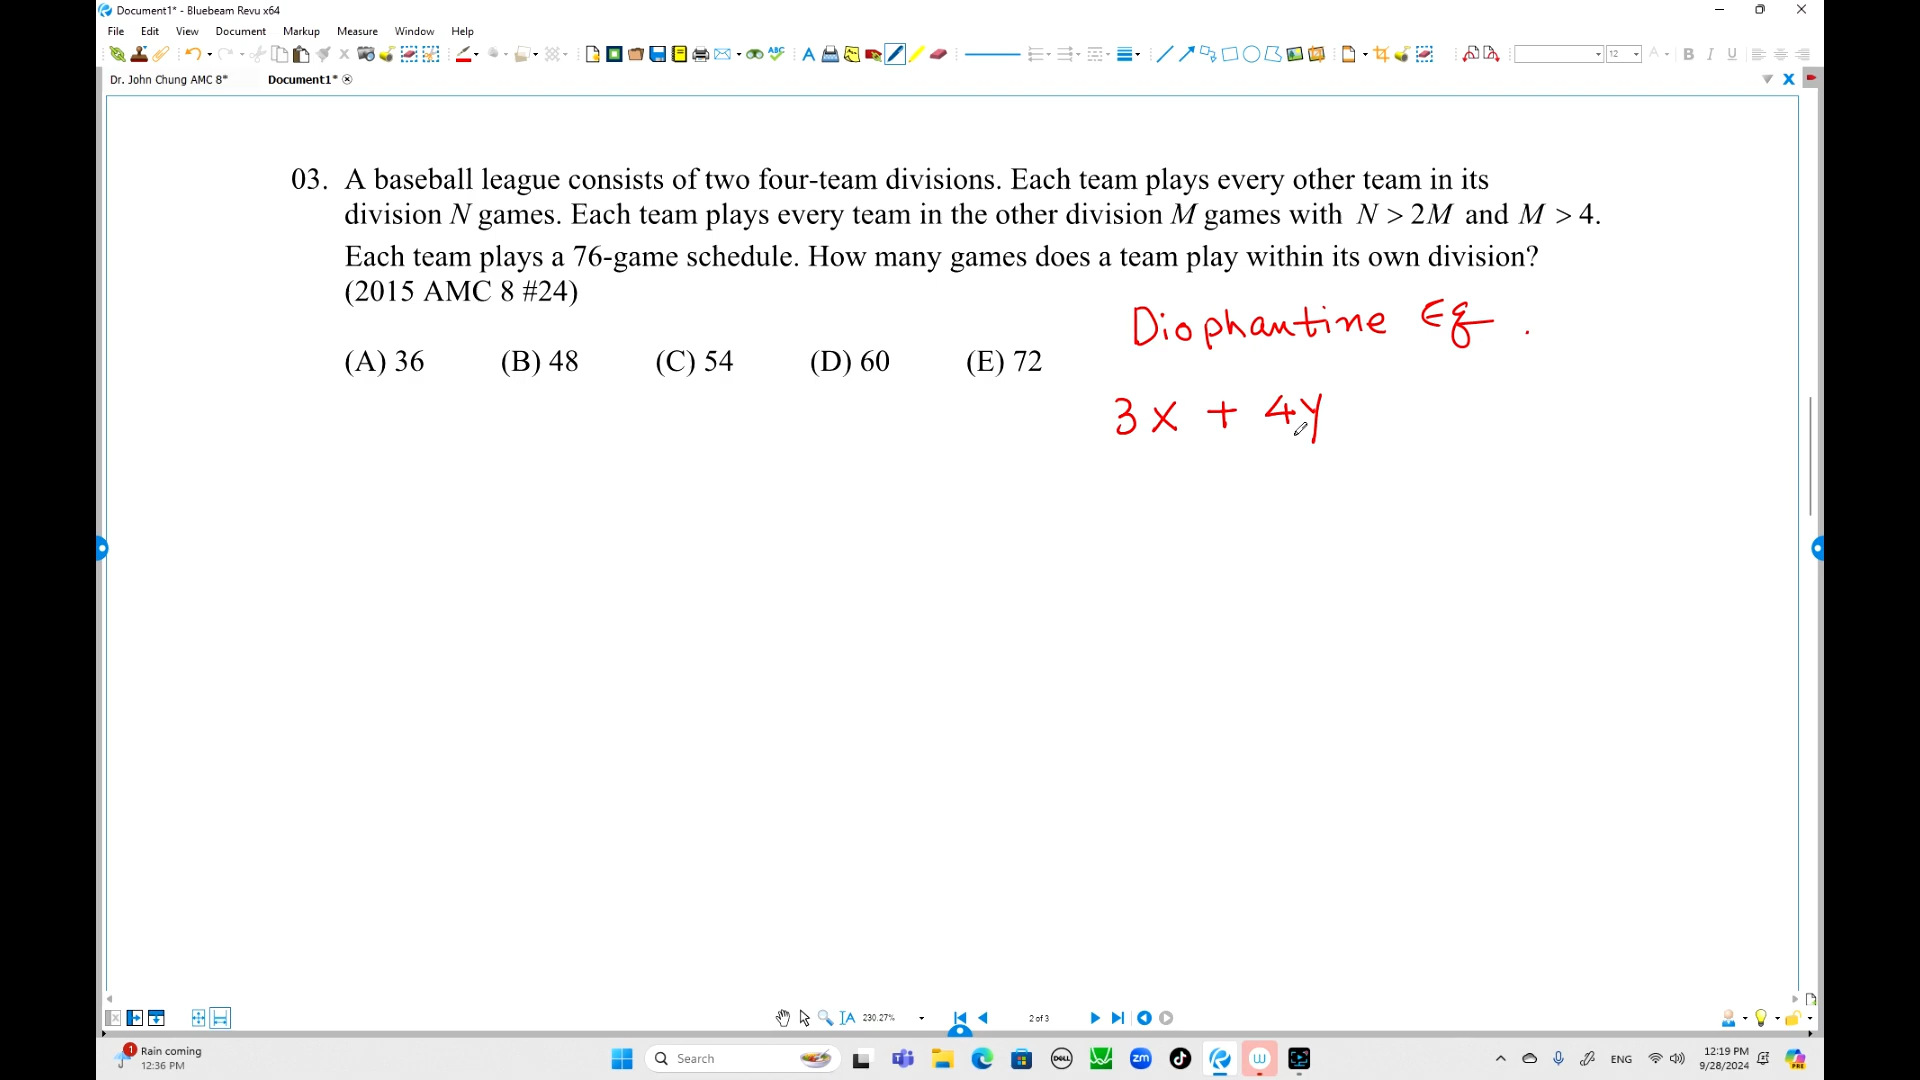 Document1* - Bluebeam Revu x64
File Edit View Document Markup Measure Window Help
12
Dr. John Chung AMC 8* Document1*
03. A baseball league consists of two four-team divisions. Each team plays every other team in its
division N games. Each team plays every team in the other division M games with N > 2M and M > 4.
Each team plays a 76-game schedule. How many games does a team play within its own division?
(2015 AMC 8 #24)
Diophantine Eq.
(A) 36 (B) 48 (C) 54 (D) 60 (E) 72
3x + 4y
230.27% 2 of 3
1 Rain coming
12:36 PM
Search
ENG
12:19 PM
9/28/2024